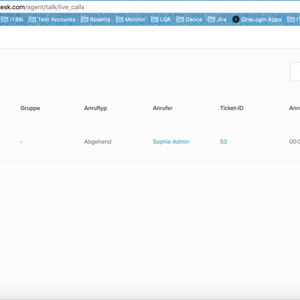 esk.com/agent/talk/live_calls
I18N Test Accounts Rosetta Monitor LQA Dance Jira OneLogin Apps
Gruppe Anruftyp Anrufer Ticket-ID
- Abgehend Sophie Admin 53 00:0